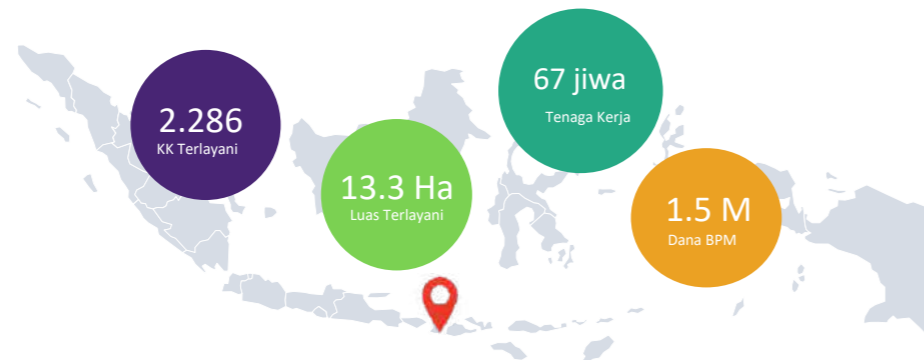 2.286
KK Terlayani
13.3 Ha
Luas Terlayani
67 jiwa
Tenaga Kerja
1.5 M
Dana BPM